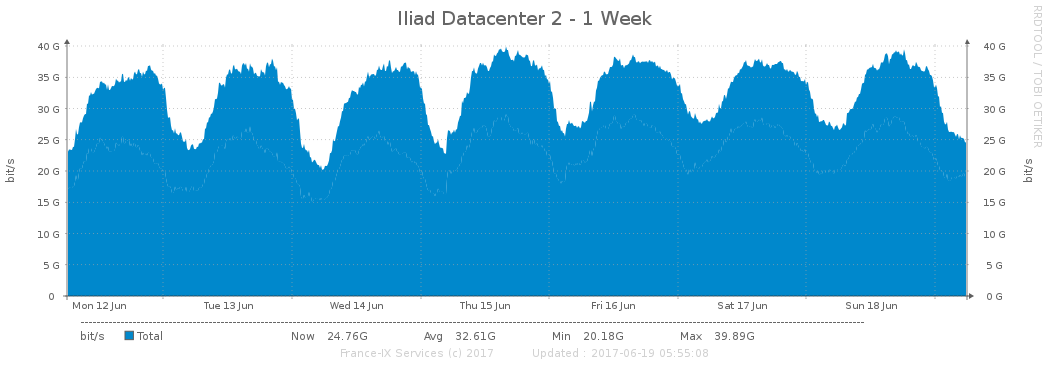 Iliad Datacenter 2 - 1 Week
RRDTOOL / TOBI OETIKER
40 G 40 G
35 G 35 G
30 G 30 G
25 G 25 G
20 G 20 G
15 G 15 G
10 G 10 G
5 G 5 G
0 0 G
bit/s bit/s
Mon 12 Jun Tue 13 Jun Wed 14 Jun Thu 15 Jun Fri 16 Jun Sat 17 Jun Sun 18 Jun
bit/s Total Now 24.76G Avg 32.61G Min 20.18G Max 39.89G
France-IX Services (c) 2017 Updated : 2017-06-19 05:55:08